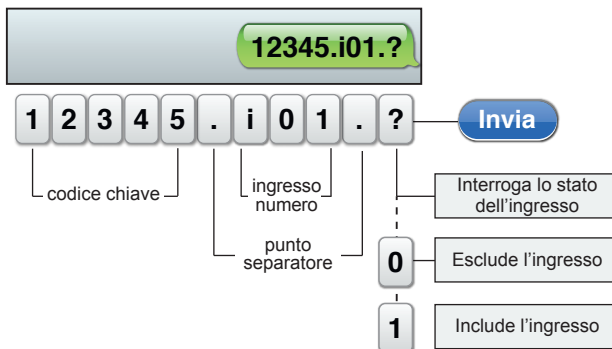 12345.i01.?
1 2 3 4 5 . i 0 1 . ? Invia
codice chiave
ingresso
numero
punto
separatore
Interroga lo stato
dell'ingresso
0 Esclude l'ingresso
1 Include l'ingresso